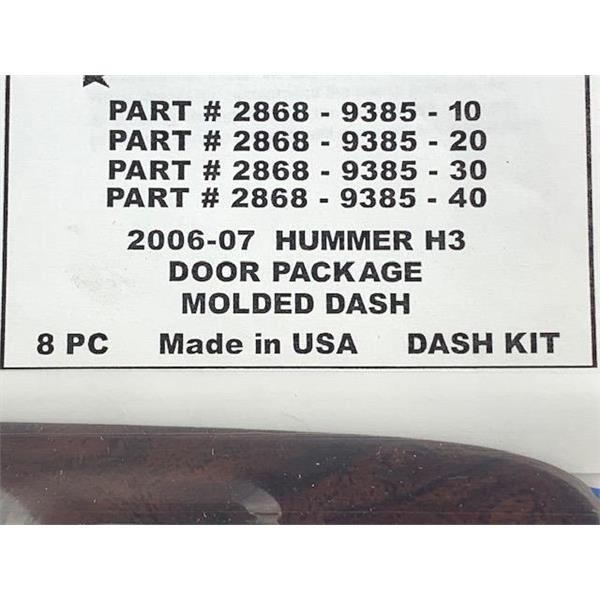 PART # 2868 - 9385 - 10
PART # 2868 - 9385 - 20
PART # 2868 - 9385 - 30
PART # 2868 - 9385 - 40
2006-07 HUMMER H3
DOOR PACKAGE
MOLDED DASH
8 PC Made in USA DASH KIT